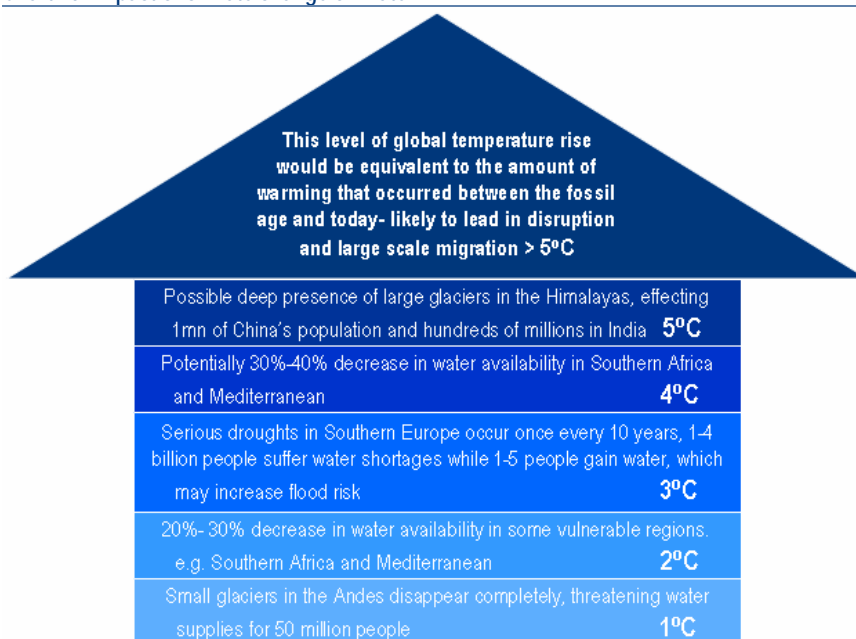 This level of global temperature rise
would be equivalent to the amount of
warming that occurred between the fossil
age and today- likely to lead in disruption
and large scale migration > 5ºC
Possible deep presence of large glaciers in the Himalayas, effecting
1mn of China's population and hundreds of millions in India 5ºC
Potentially 30%-40% decrease in water availability in Southern Africa
and Mediterranean 4ºC
Serious droughts in Southern Europe occur once every 10 years, 1-4
billion people suffer water shortages while 1-5 people gain water, which
may increase flood risk 3ºC
20%- 30% decrease in water availability in some vulnerable regions.
e.g. Southern Africa and Mediterranean 2ºC
Small glaciers in the Andes disappear completely, threatening water
supplies for 50 million people 1ºC